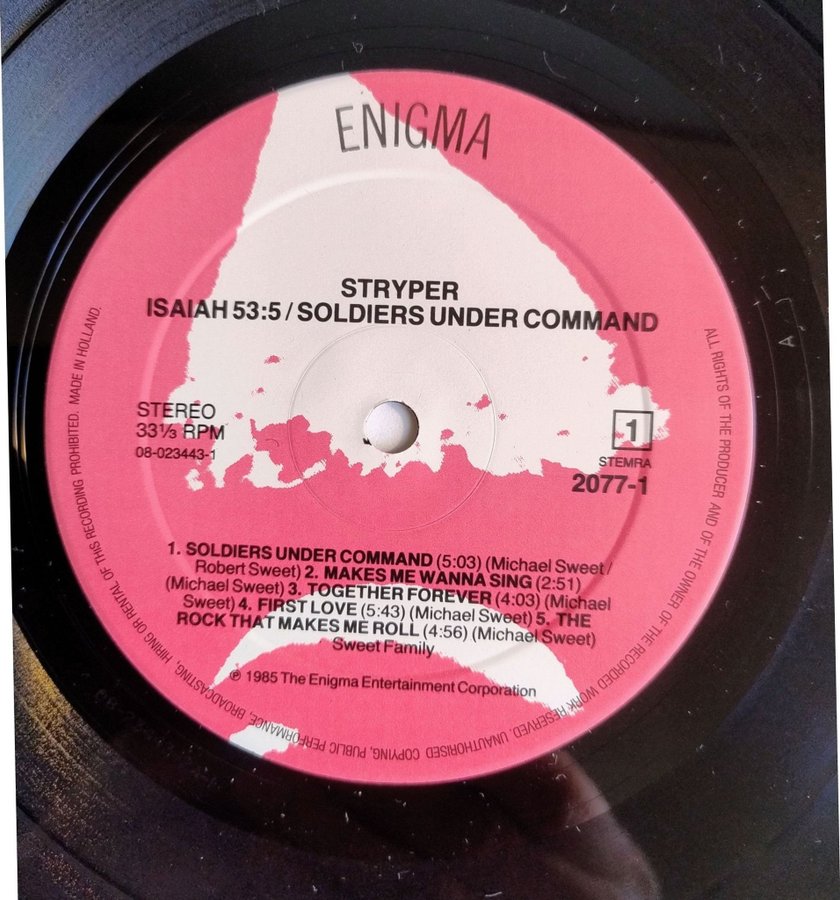 ENIGMA
STRYPER
ISAIAH 53:5 / SOLDIERS UNDER COMMAND
STEREO
33⅓ RPM
08-023443-1
1
STEMRA
2077-1
1. SOLDIERS UNDER COMMAND (5:03) (Michael Sweet /
Robert Sweet) 2. MAKES ME WANNA SING (2:51)
(Michael Sweet) 3. TOGETHER FOREVER (4:03) (Michael
Sweet) 4. FIRST LOVE (5:43) (Michael Sweet) 5. THE
ROCK THAT MAKES ME ROLL (4:56) (Michael Sweet)
Sweet Family
℗ 1985 The Enigma Entertainment Corporation
ALL RIGHTS OF THE PRODUCER AND OF THE OWNER OF THE RECORDED WORK RESERVED. UNAUTHORISED COPYING, PUBLIC PERFORMANCE, BROADCASTING, HIRING OR RENTAL OF THIS RECORDING PROHIBITED. MADE IN HOLLAND.